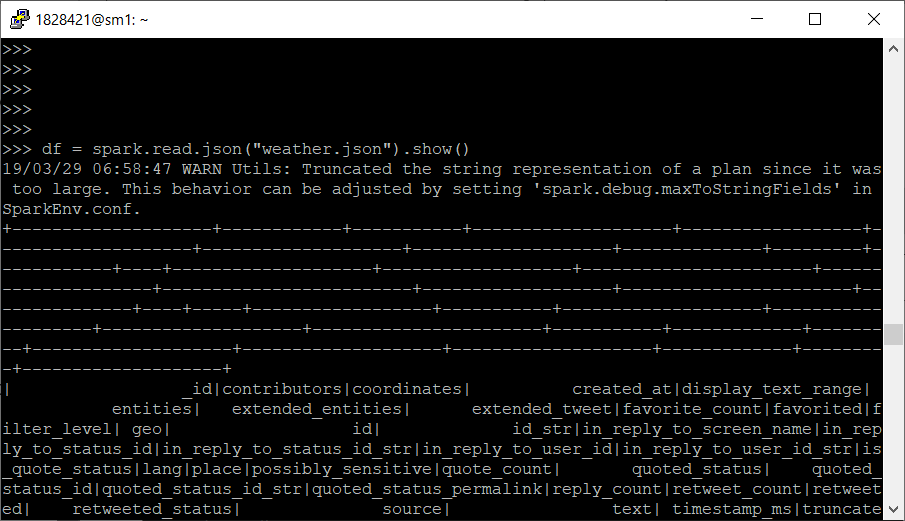 1828421@sm1: ~
>>>
>>>
>>>
>>>
>>>
>>> df = spark.read.json("weather.json").show()
19/03/29 06:58:47 WARN Utils: Truncated the string representation of a plan since it was
 too large. This behavior can be adjusted by setting 'spark.debug.maxToStringFields' in
SparkEnv.conf.
+--------------------+------------+-----------+--------------------+------------------+-
-------------------+--------------------+--------------------+--------------+---------+-
-----------+----+--------------------+-------------------+-----------------------+------
---------------+-------------------------+-------------------+-----------------------+--
-------------+----+-----+------------------+-----------+--------------------+-----------
---------+--------------------+-----------------------+-----------+-------------+-------
--+--------------------+--------------------+--------------------+-------------+--------
-+--------------------+
|                 _id|contributors|coordinates|          created_at|display_text_range|
           entities|   extended_entities|      extended_tweet|favorite_count|favorited|f
ilter_level| geo|                  id|             id_str|in_reply_to_screen_name|in_rep
ly_to_status_id|in_reply_to_status_id_str|in_reply_to_user_id|in_reply_to_user_id_str|is
_quote_status|lang|place|possibly_sensitive|quote_count|       quoted_status|    quoted_
status_id|quoted_status_id_str|quoted_status_permalink|reply_count|retweet_count|retweet
ed|    retweeted_status|              source|                text| timestamp_ms|truncate